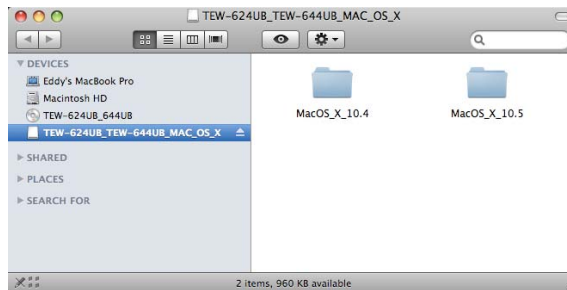 TEW-624UB_TEW-644UB_MAC_OS_X
DEVICES
Eddy's MacBook Pro
Macintosh HD
TEW-624UB_644UB
TEW-624UB_TEW-644UB_MAC_OS_X
SHARED
PLACES
SEARCH FOR
MacOS_X_10.4
MacOS_X_10.5
2 items, 960 KB available